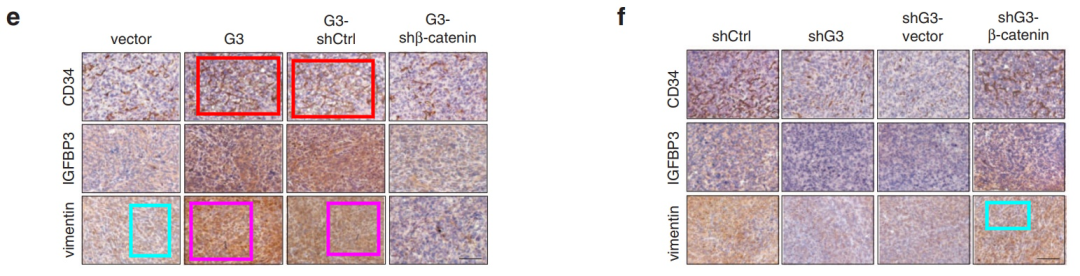 e
vector
G3
G3-
shCtrl
G3-
shβ-catenin
CD34
IGFBP3
vimentin
f
shCtrl
shG3
shG3-
vector
shG3-
β-catenin
CD34
IGFBP3
vimentin